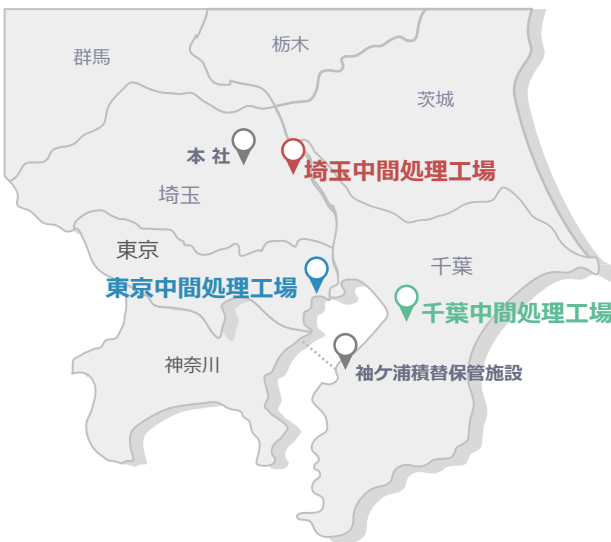 栃木
群馬
茨城
本 社
埼玉中間処理工場
埼玉
東京
千葉
東京中間処理工場
千葉中間処理工場
神奈川
袖ケ浦積替保管施設